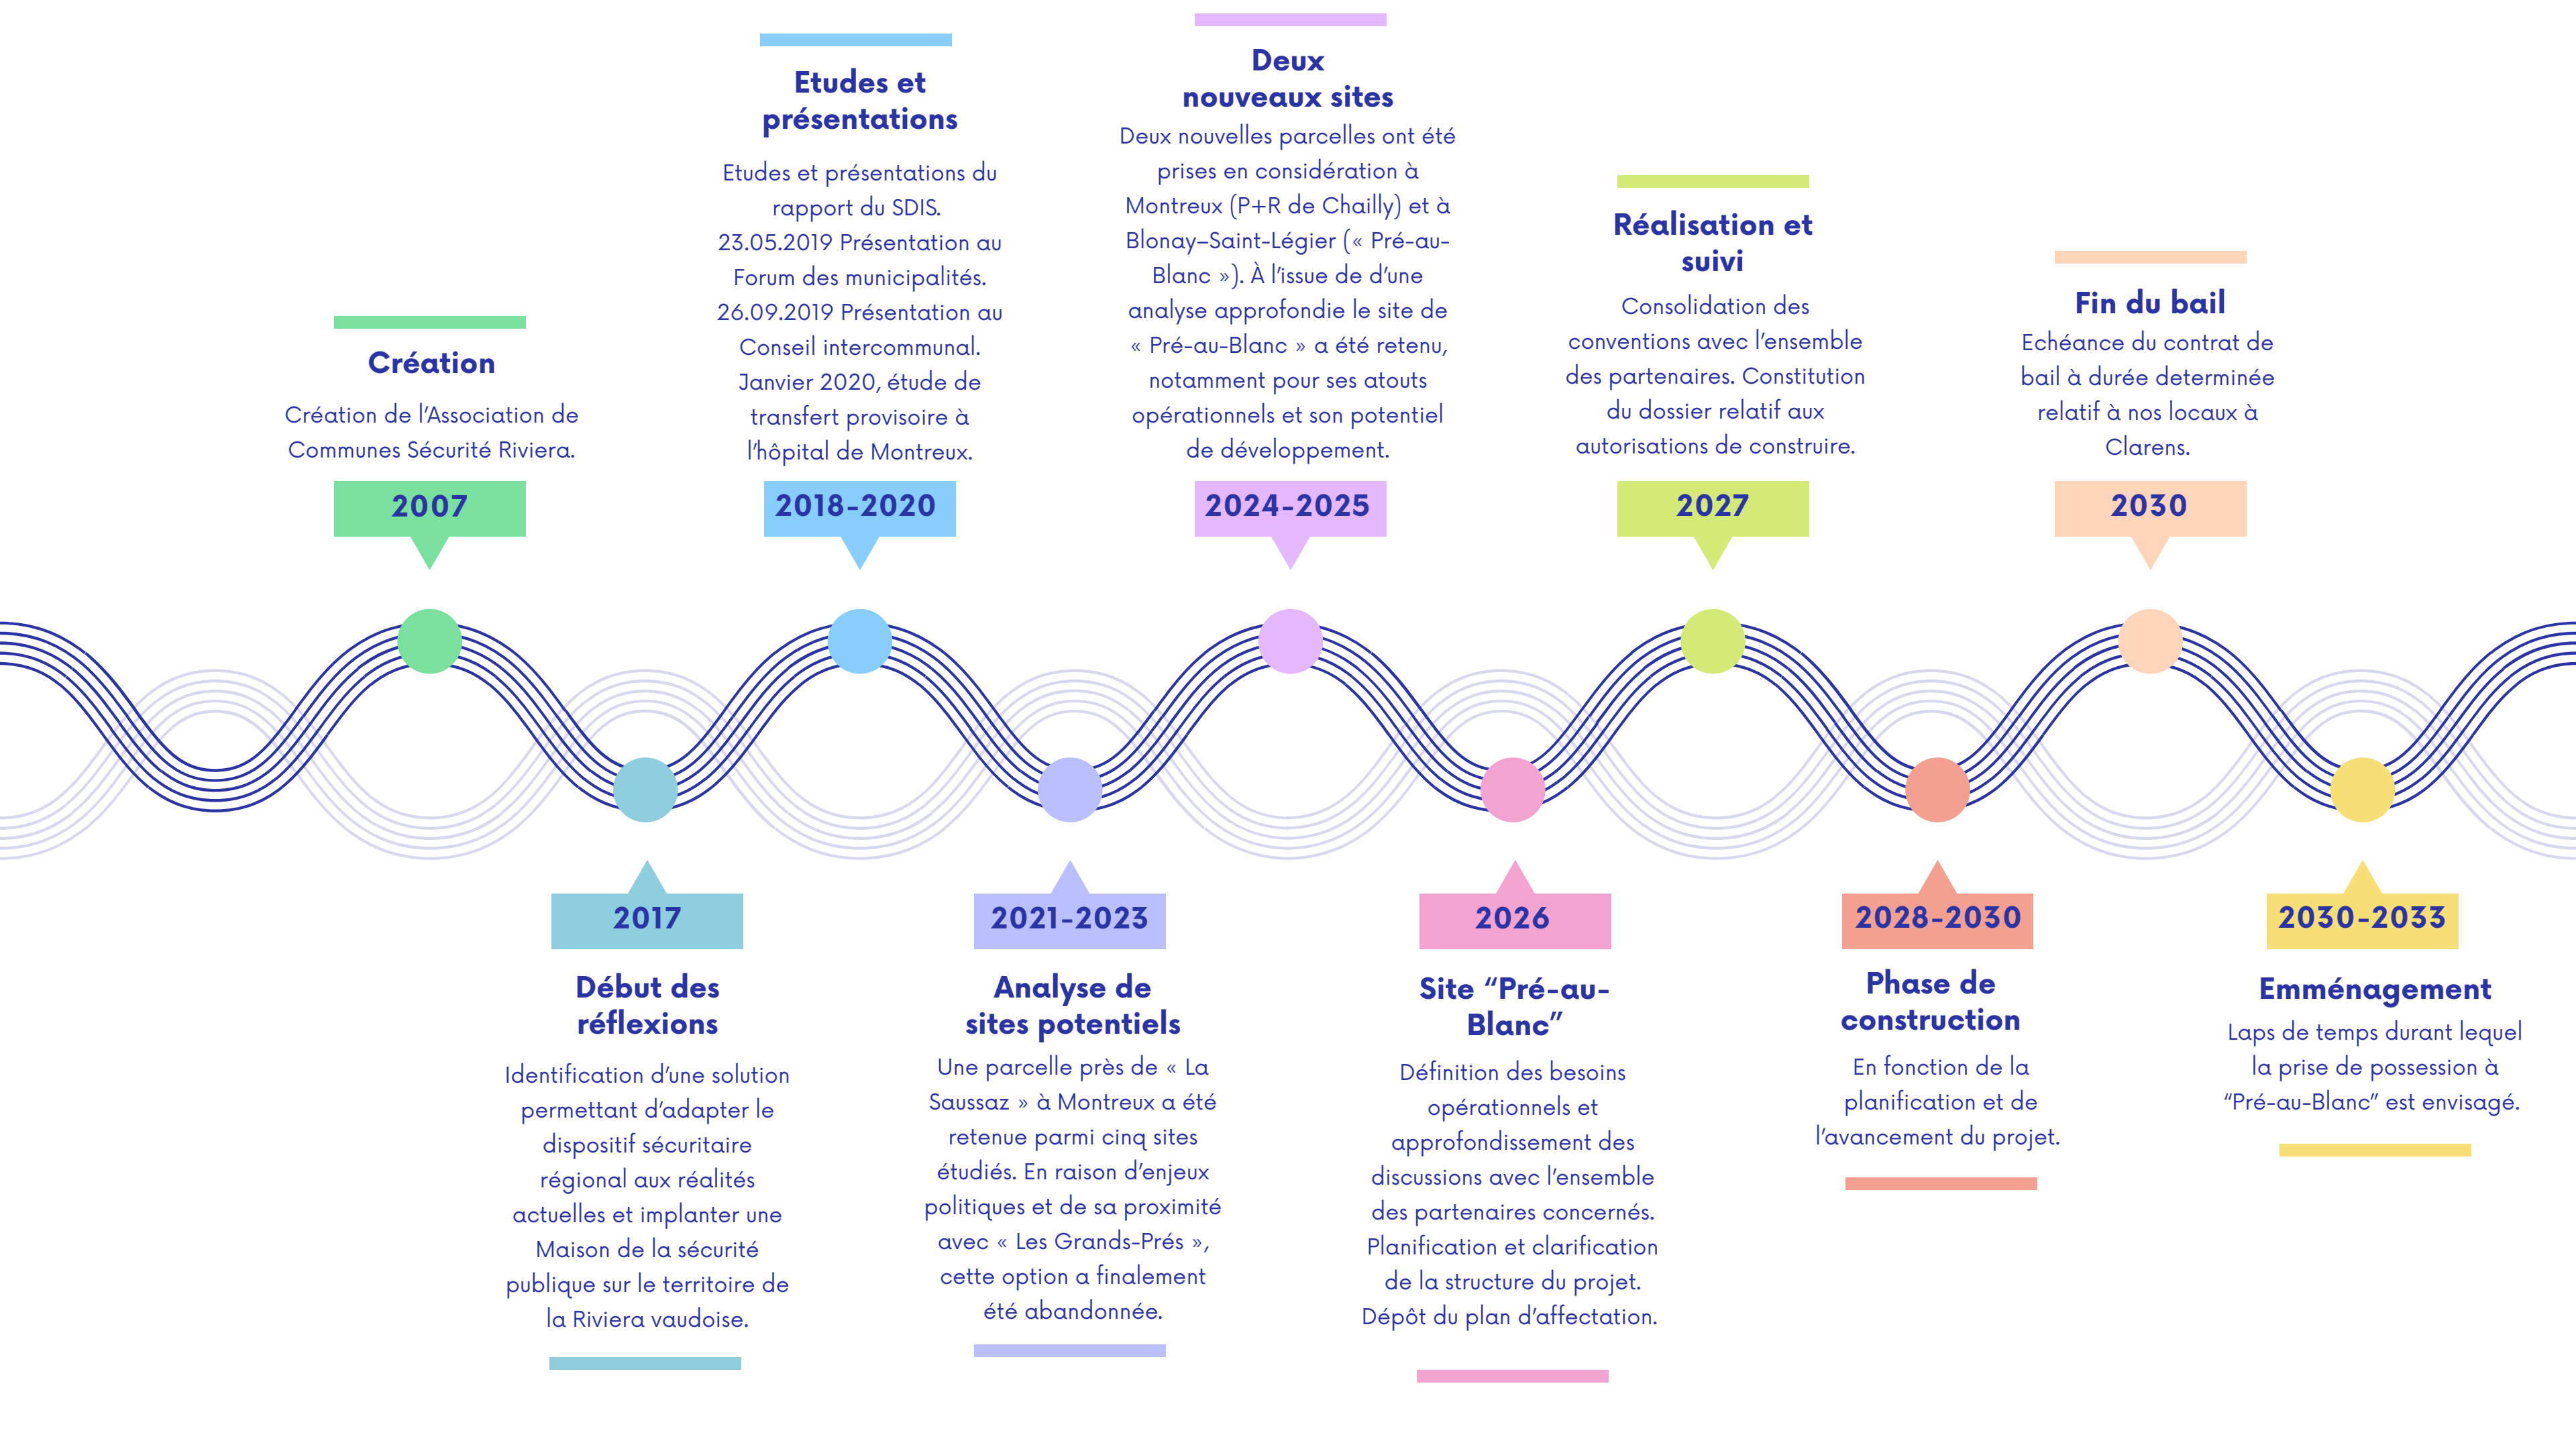 Création
Création de l'Association de
Communes Sécurité Riviera.
2007
Début des
réflexions
2017
Identification d'une solution
permettant d'adapter le
dispositif sécuritaire
régional aux réalités
actuelles et implanter une
Maison de la sécurité
publique sur le territoire de
la Riviera vaudoise.
Etudes et
présentations
Etudes et présentations du
rapport du SDIS.
23.05.2019 Présentation au
Forum des municipalités.
26.09.2019 Présentation au
Conseil intercommunal.
Janvier 2020, étude de
transfert provisoire à
l'hôpital de Montreux.
2018-2020
2021-2023
Analyse de
sites potentiels
Une parcelle près de « La
Saussaz » à Montreux a été
retenue parmi cinq sites
étudiés. En raison d'enjeux
politiques et de sa proximité
avec « Les Grands-Prés »,
cette option a finalement
été abandonnée.
Deux
nouveaux sites
Deux nouvelles parcelles ont été
prises en considération à
Montreux (P+R de Chailly) et à
Blonay–Saint-Légier (« Pré-au-
Blanc »). À l'issue de d'une
analyse approfondie le site de
« Pré-au-Blanc » a été retenu,
notamment pour ses atouts
opérationnels et son potentiel
de développement.
2024-2025
2026
Site “Pré-au-
Blanc”
Définition des besoins
opérationnels et
approfondissement des
discussions avec l'ensemble
des partenaires concernés.
Planification et clarification
de la structure du projet.
Dépôt du plan d'affectation.
Réalisation et
suivi
Consolidation des
conventions avec l'ensemble
des partenaires. Constitution
du dossier relatif aux
autorisations de construire.
2027
2028-2030
Phase de
construction
En fonction de la
planification et de
l'avancement du projet.
Fin du bail
Echéance du contrat de
bail à durée determinée
relatif à nos locaux à
Clarens.
2030
2030-2033
Emménagement
Laps de temps durant lequel
la prise de possession à
“Pré-au-Blanc” est envisagé.